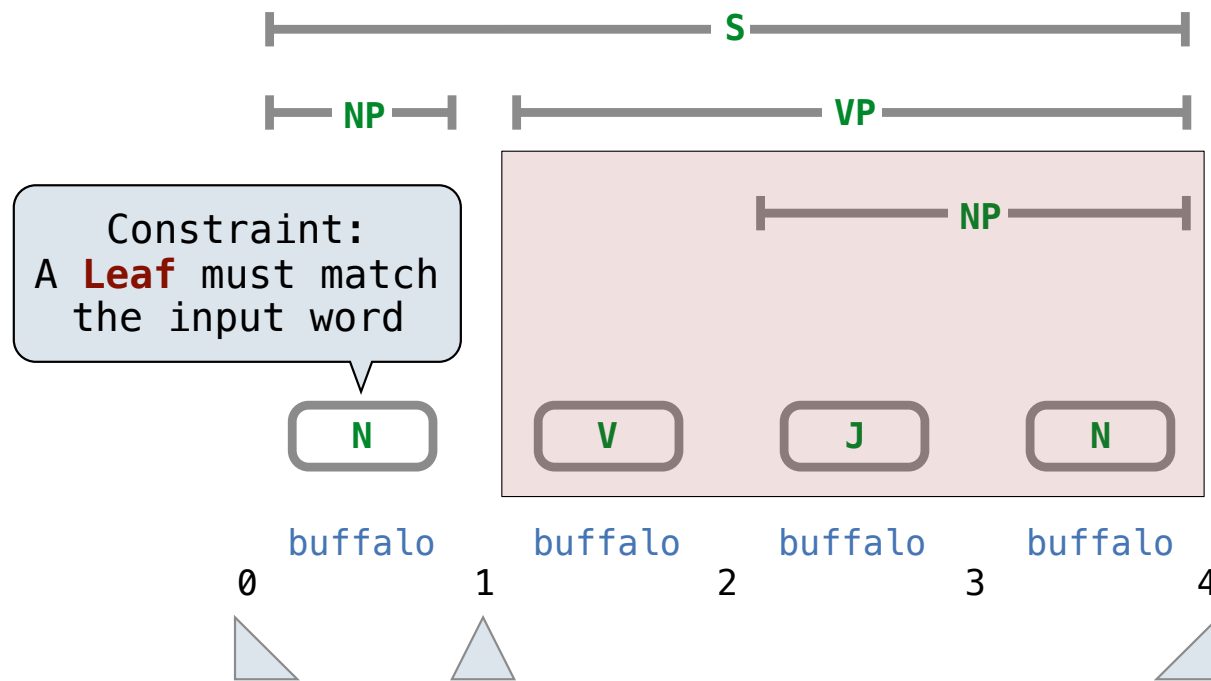 S
NP VP
NP
Constraint:
A Leaf must match
the input word
N V J N
buffalo buffalo buffalo buffalo
0 1 2 3 4